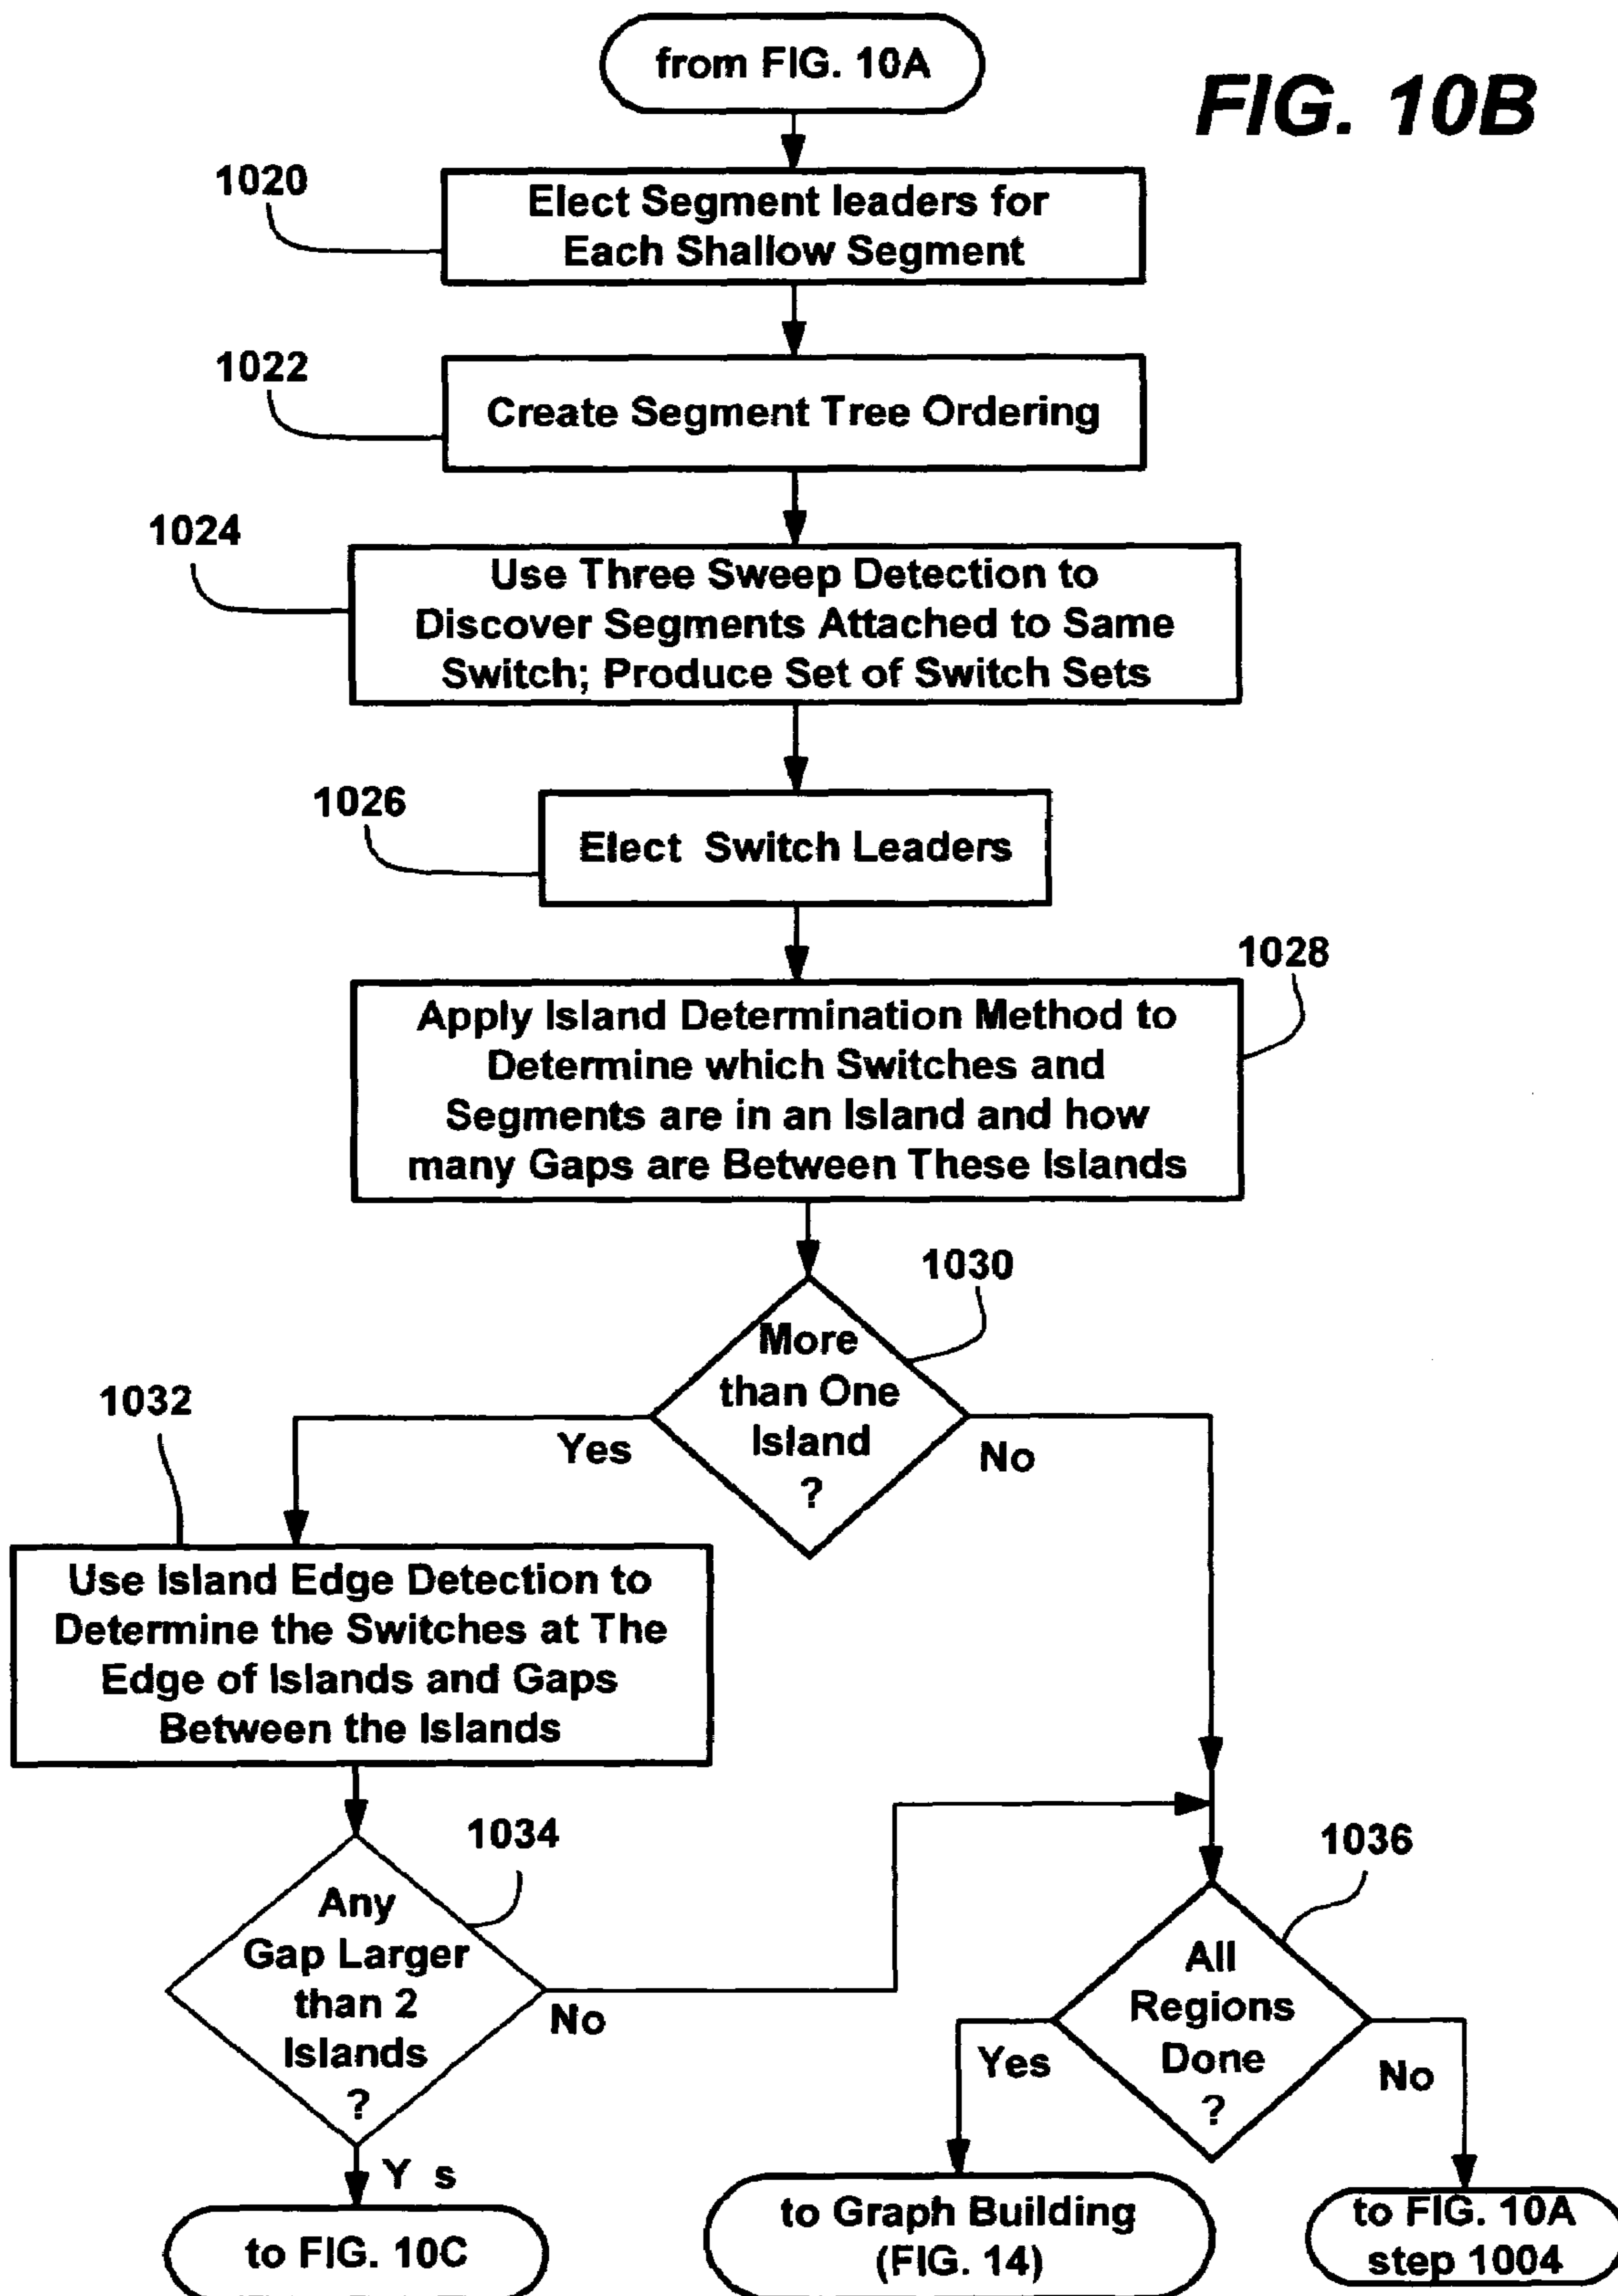 from FIG. 10A
FIG. 10B
1020
Elect Segment leaders for
Each Shallow Segment
1022
Create Segment Tree Ordering
1024
Use Three Sweep Detection to
Discover Segments Attached to Same
Switch; Produce Set of Switch Sets
1026
Elect Switch Leaders
1028
Apply Island Determination Method to
Determine which Switches and
Segments are in an Island and how
many Gaps are Between These Islands
1030
More
than One
Island
?
Yes
No
1032
Use Island Edge Detection to
Determine the Switches at The
Edge of Islands and Gaps
Between the Islands
1034
Any
Gap Larger
than 2
Islands
?
No
Y s
to FIG. 10C
1036
All
Regions
Done
?
Yes
No
to Graph Building
(FIG. 14)
to FIG. 10A
step 1004